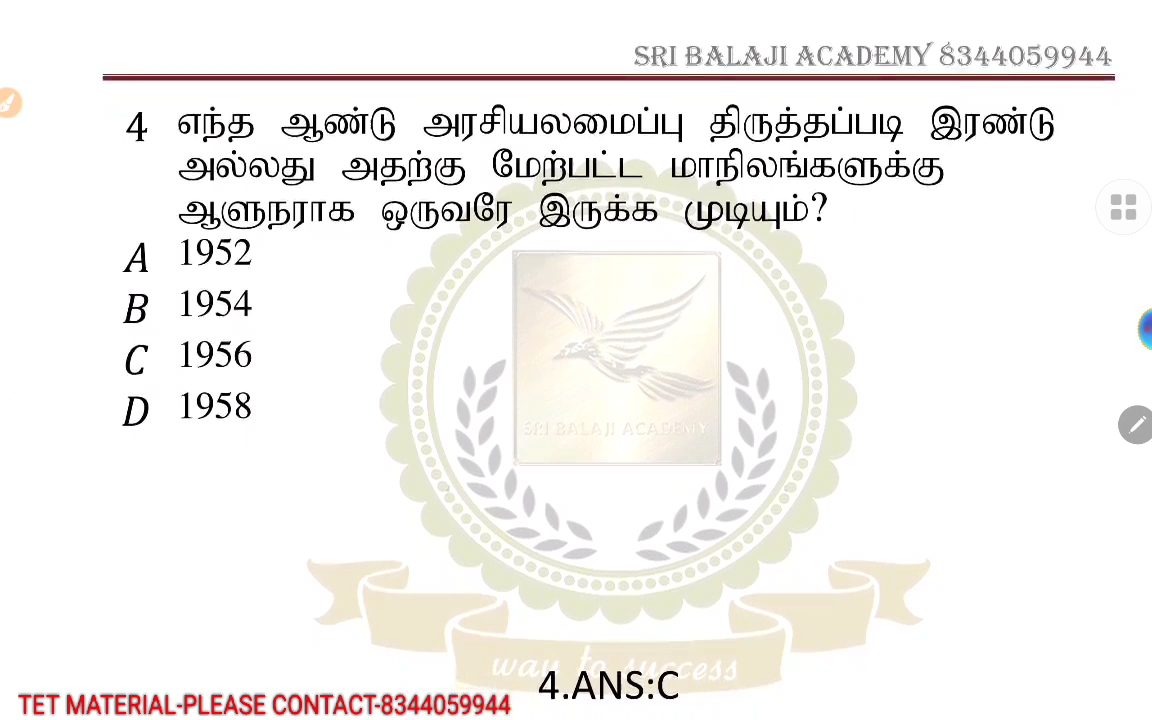 SRI BALAJI ACADEMY 8344059944
4 எந்த ஆண்டு அரசியலமைப்பு திருத்தப்படி இரண்டு
அல்லது அதற்கு மேற்பட்ட மாநிலங்களுக்கு
ஆளுநராக ஒருவரே இருக்க முடியும்?
A 1952
B 1954
C 1956
D 1958
SRI BALAJI ACADEMY
way to success
4.ANS:C
TET MATERIAL-PLEASE CONTACT-8344059944